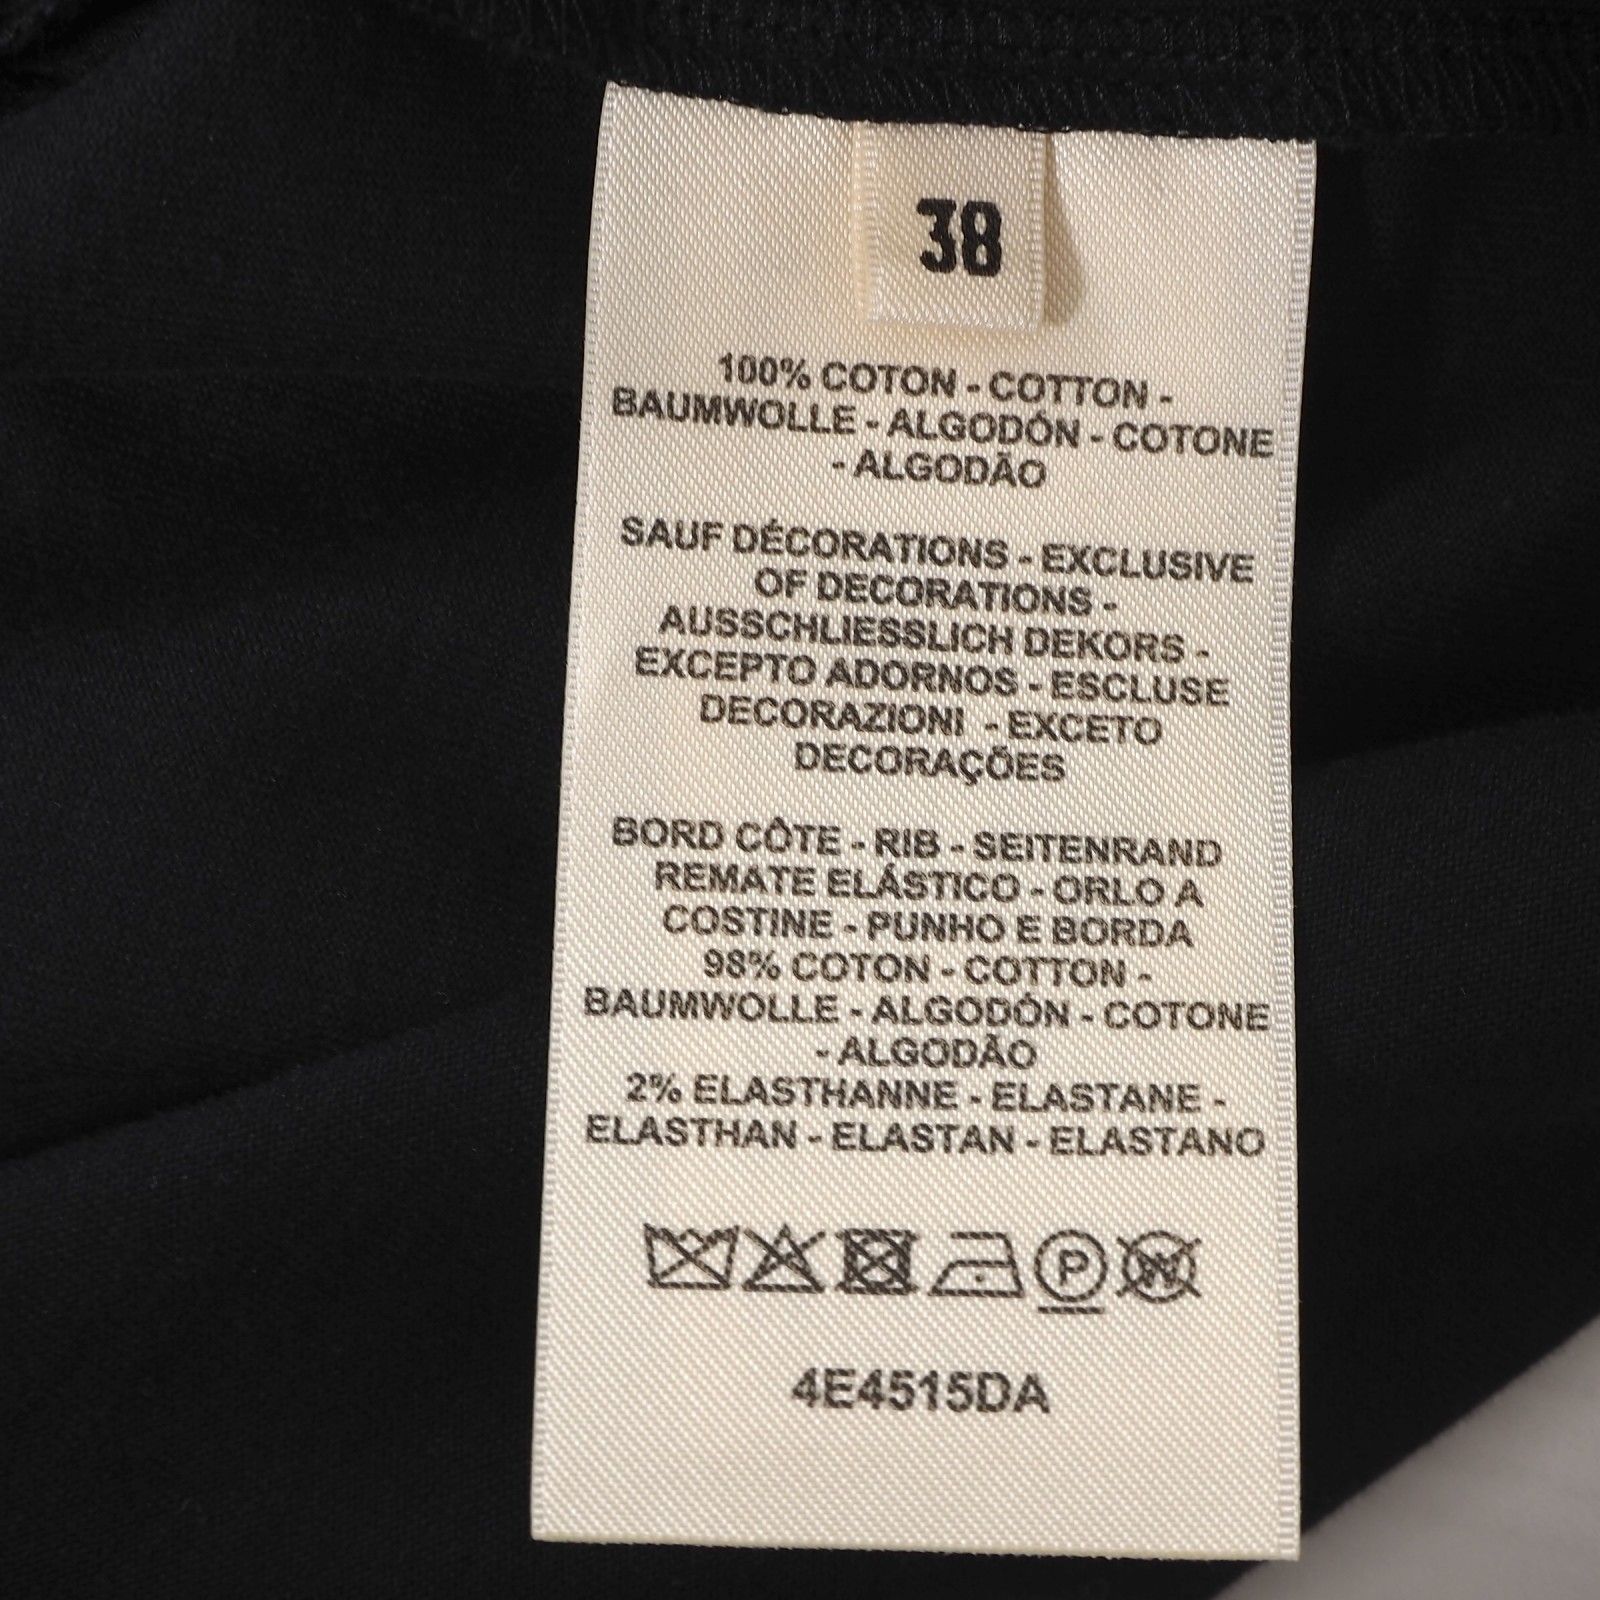 38
100% COTON - COTTON -
BAUMWOLLE - ALGODÓN - COTONE
- ALGODÃO
SAUF DÉCORATIONS - EXCLUSIVE
OF DECORATIONS -
AUSSCHLIESSLICH DEKORS -
EXCEPTO ADORNOS - ESCLUSE
DECORAZIONI - EXCETO
DECORAÇÕES
BORD CÔTE - RIB - SEITENRAND
REMATE ELÁSTICO - ORLO A
COSTINE - PUNHO E BORDA
98% COTON - COTTON -
BAUMWOLLE - ALGODÓN - COTONE
- ALGODÃO
2% ELASTHANNE - ELASTANE -
ELASTHAN - ELASTAN - ELASTANO
P W
4E4515DA